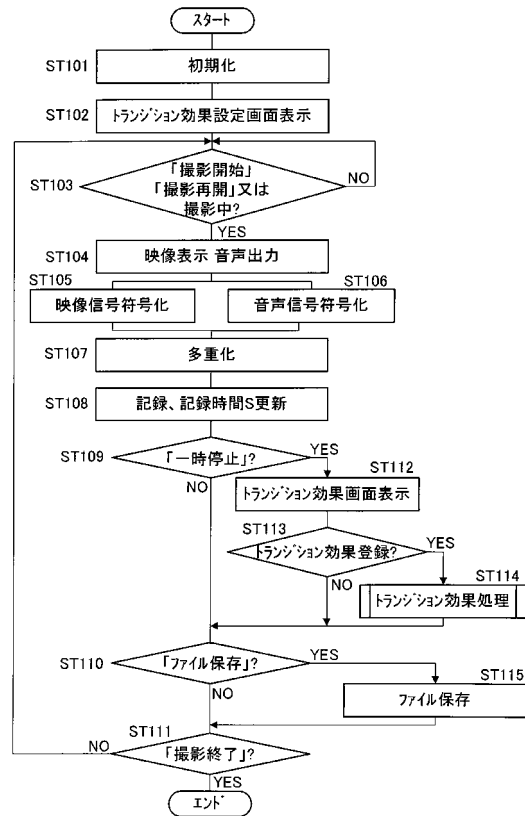 スタート
ST101
初期化
ST102
トランジション効果設定画面表示
ST103
「撮影開始」
「撮影再開」又は
撮影中?
NO
YES
ST104
映像表示 音声出力
ST105
映像信号符号化
ST106
音声信号符号化
ST107
多重化
ST108
記録、記録時間S更新
ST109
「一時停止」?
YES
NO
ST112
トランジション効果画面表示
ST113
トランジション効果登録?
YES
NO
ST114
トランジション効果処理
ST110
「ファイル保存」?
YES
NO
ST115
ファイル保存
ST111
「撮影終了」?
NO
YES
エンド